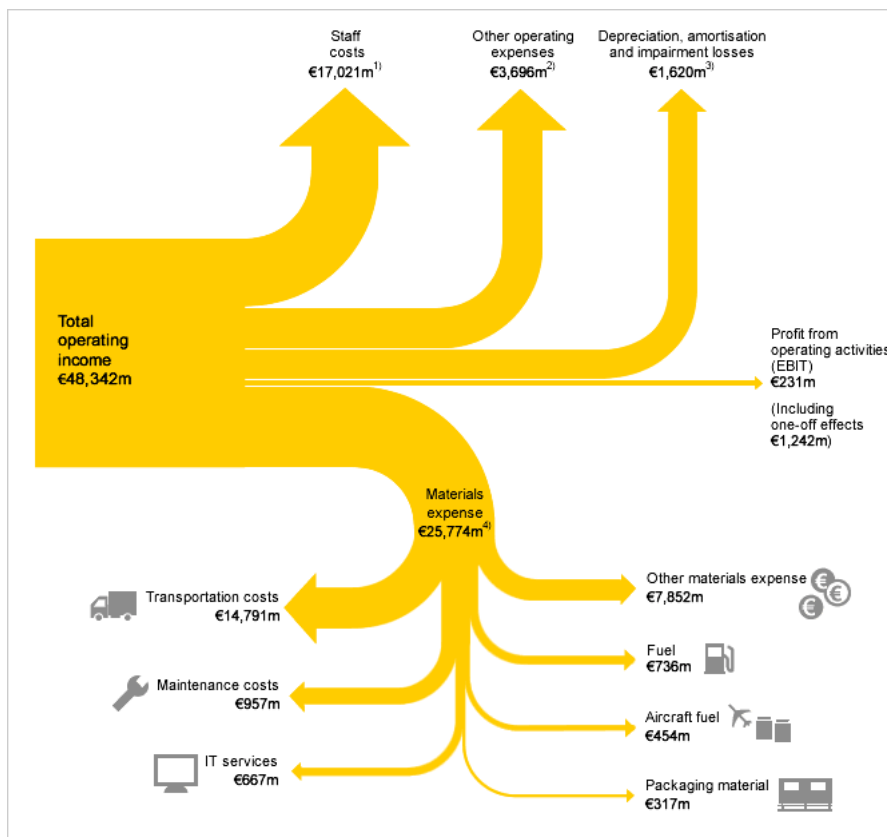 Staff
costs
€17,021m1)
Other operating
expenses
€3,696m2)
Depreciation, amortisation
and impairment losses
€1,620m3)
Total
operating
income
€48,342m
Profit from
operating activities
(EBIT)
€231m
(Including
one-off effects
€1,242m)
Materials
expense
€25,774m4)
Transportation costs
€14,791m
Maintenance costs
€957m
IT services
€667m
Other materials expense
€7,852m
Fuel
€736m
Aircraft fuel
€454m
Packaging material
€317m